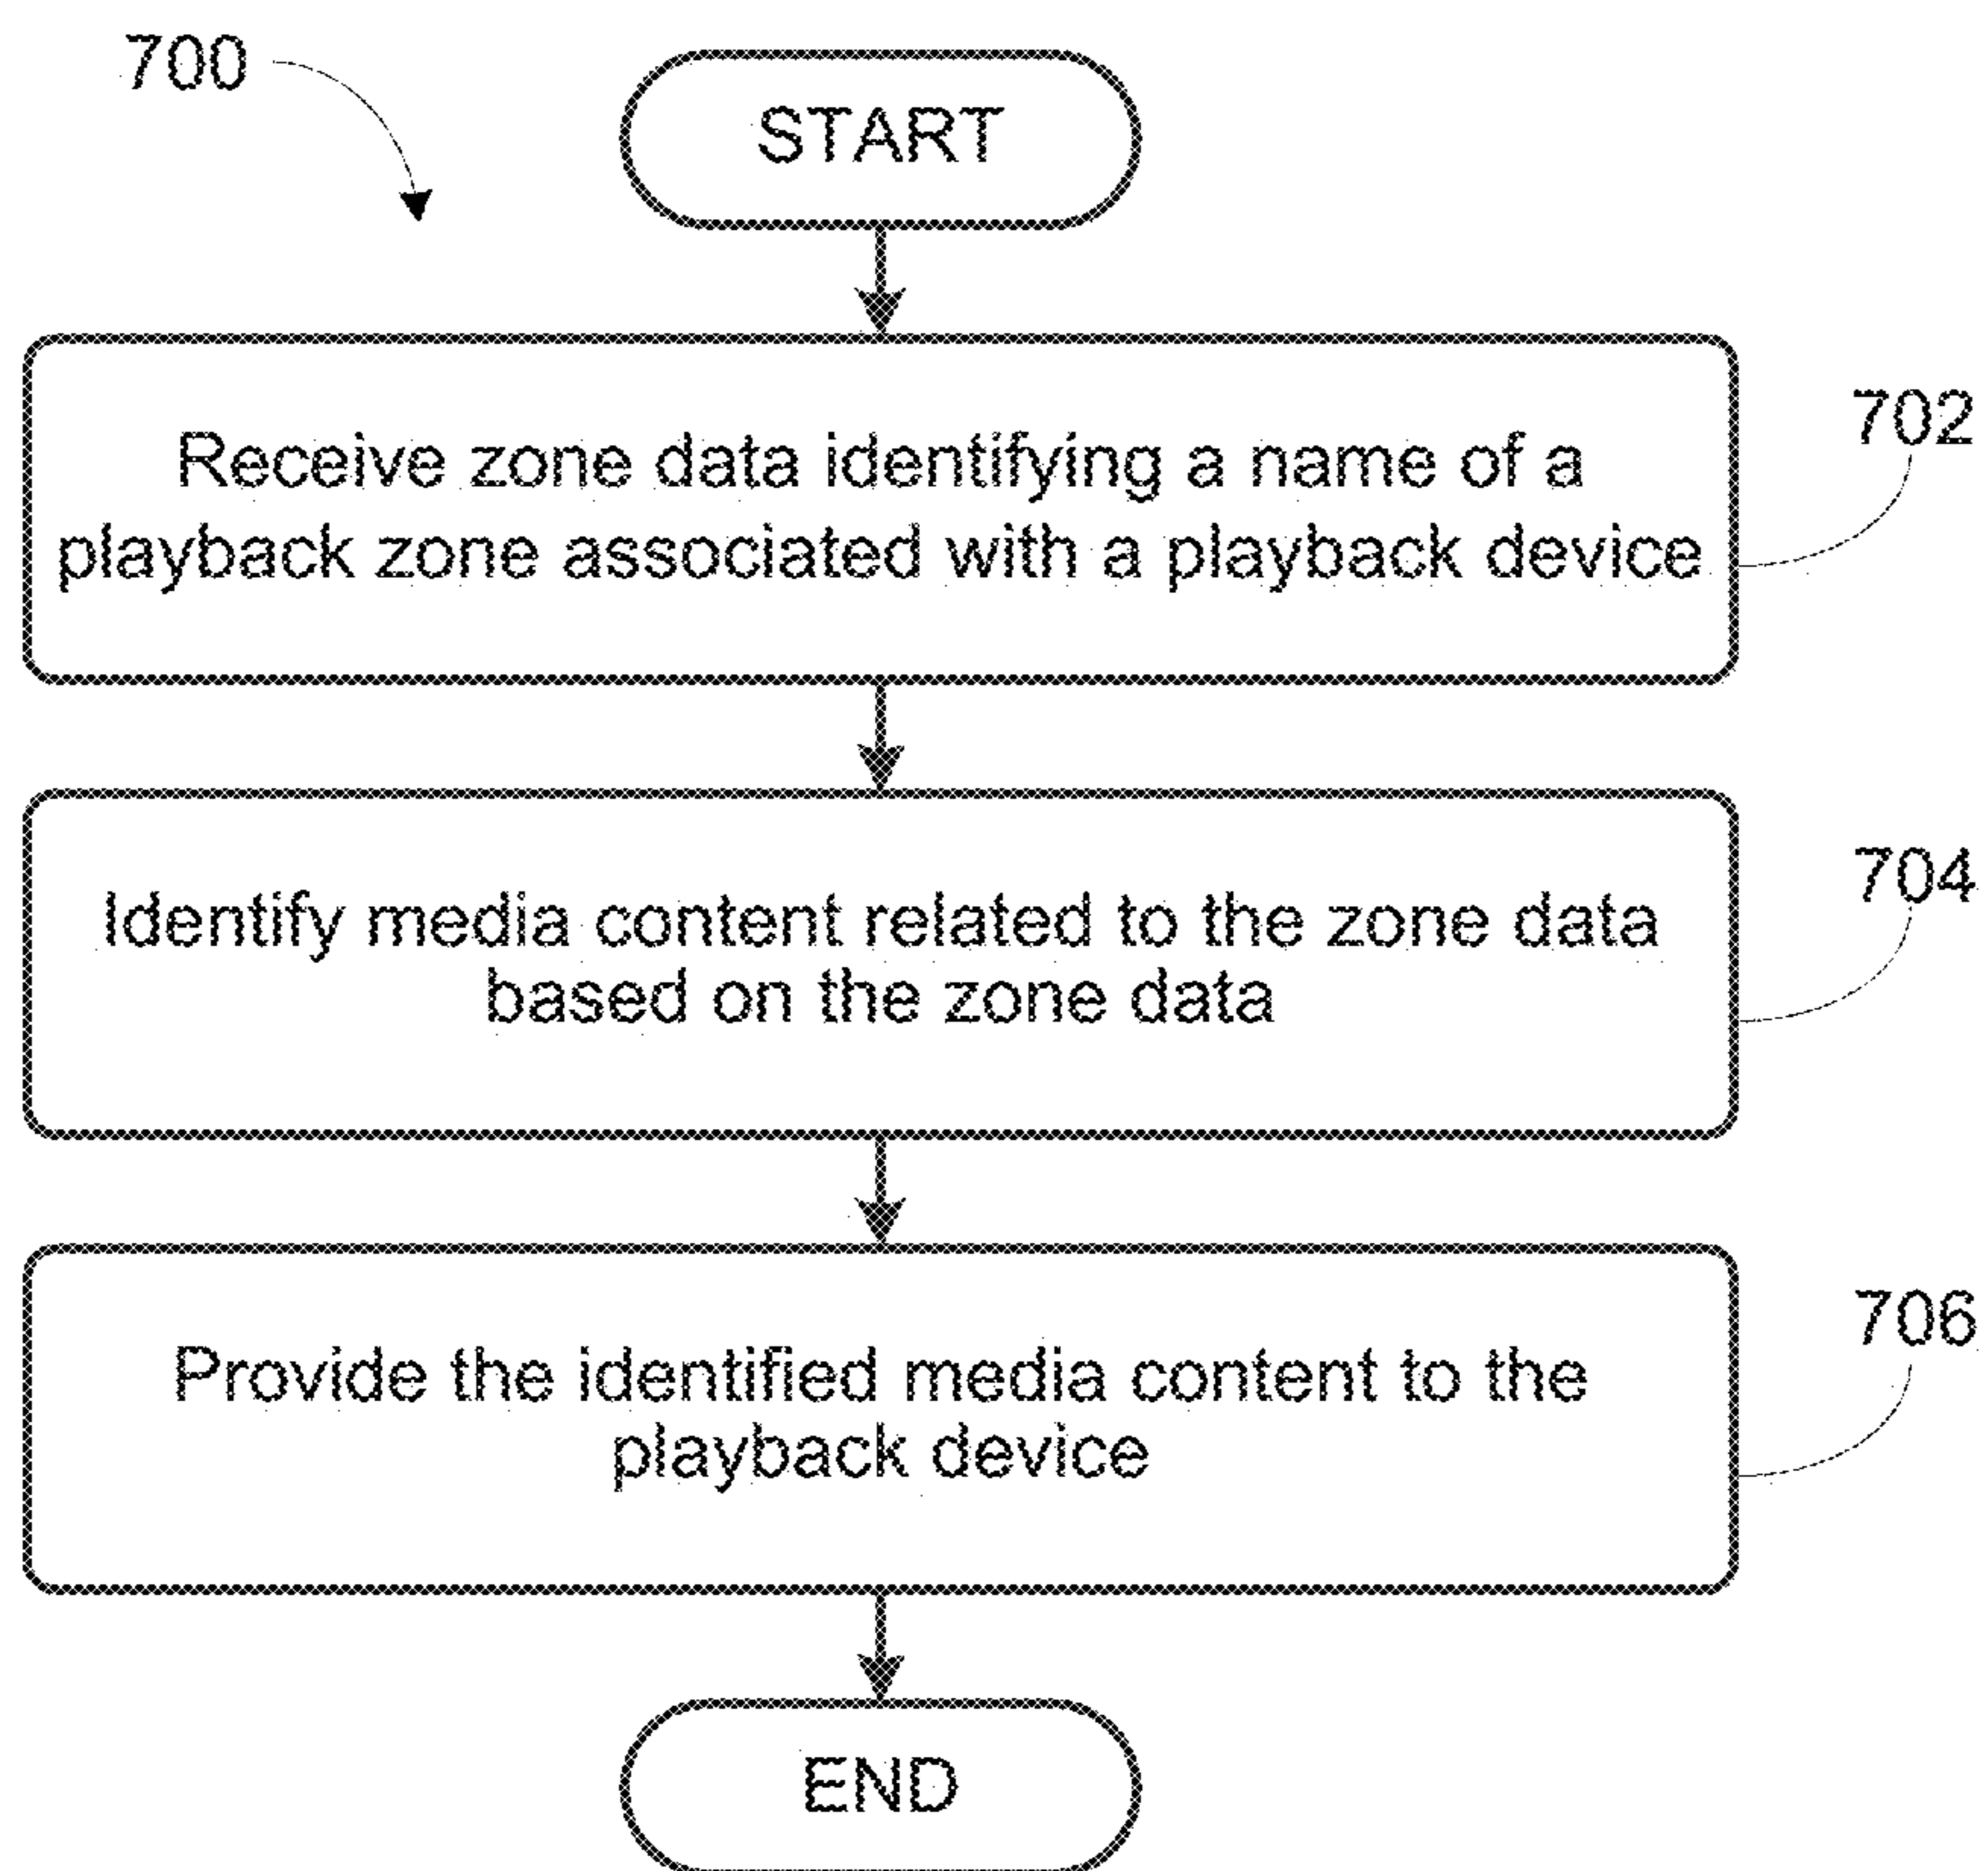 700
START
Receive zone data identifying a name of a
playback zone associated with a playback device
702
Identify media content related to the zone data
based on the zone data
704
Provide the identified media content to the
playback device
706
END